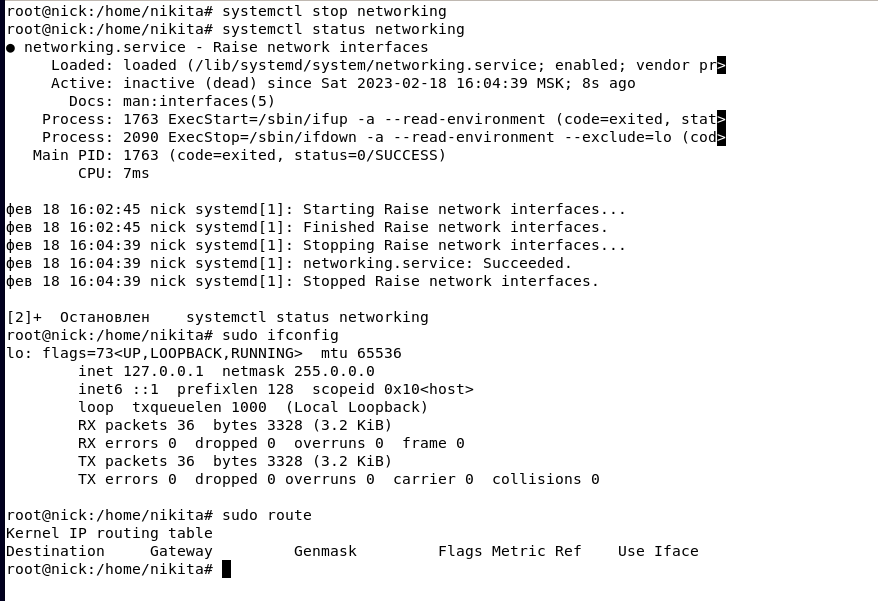 root@nick:/home/nikita# systemctl stop networking
root@nick:/home/nikita# systemctl status networking
● networking.service - Raise network interfaces
     Loaded: loaded (/lib/systemd/system/networking.service; enabled; vendor pr>
     Active: inactive (dead) since Sat 2023-02-18 16:04:39 MSK; 8s ago
       Docs: man:interfaces(5)
    Process: 1763 ExecStart=/sbin/ifup -a --read-environment (code=exited, stat>
    Process: 2090 ExecStop=/sbin/ifdown -a --read-environment --exclude=lo (cod>
   Main PID: 1763 (code=exited, status=0/SUCCESS)
        CPU: 7ms

фев 18 16:02:45 nick systemd[1]: Starting Raise network interfaces...
фев 18 16:02:45 nick systemd[1]: Finished Raise network interfaces.
фев 18 16:04:39 nick systemd[1]: Stopping Raise network interfaces...
фев 18 16:04:39 nick systemd[1]: networking.service: Succeeded.
фев 18 16:04:39 nick systemd[1]: Stopped Raise network interfaces.

[2]+  Остановлен    systemctl status networking
root@nick:/home/nikita# sudo ifconfig
lo: flags=73<UP,LOOPBACK,RUNNING>  mtu 65536
        inet 127.0.0.1  netmask 255.0.0.0
        inet6 ::1  prefixlen 128  scopeid 0x10<host>
        loop  txqueuelen 1000  (Local Loopback)
        RX packets 36  bytes 3328 (3.2 KiB)
        RX errors 0  dropped 0  overruns 0  frame 0
        TX packets 36  bytes 3328 (3.2 KiB)
        TX errors 0  dropped 0 overruns 0  carrier 0  collisions 0

root@nick:/home/nikita# sudo route
Kernel IP routing table
Destination     Gateway         Genmask         Flags Metric Ref    Use Iface
root@nick:/home/nikita#